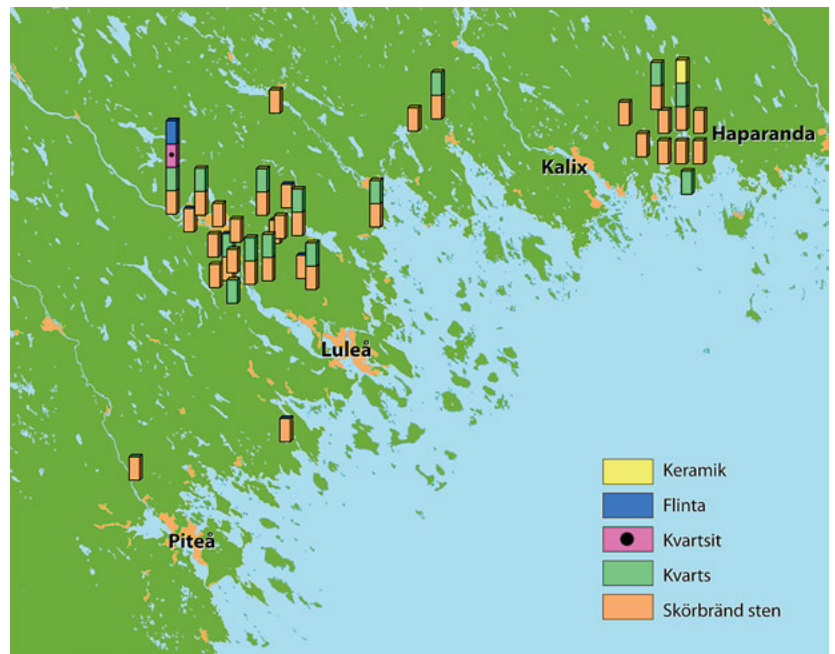 Haparanda
Kalix
Luleå
Piteå
Keramik
Flinta
Kvartsit
Kvarts
Skörbränd sten